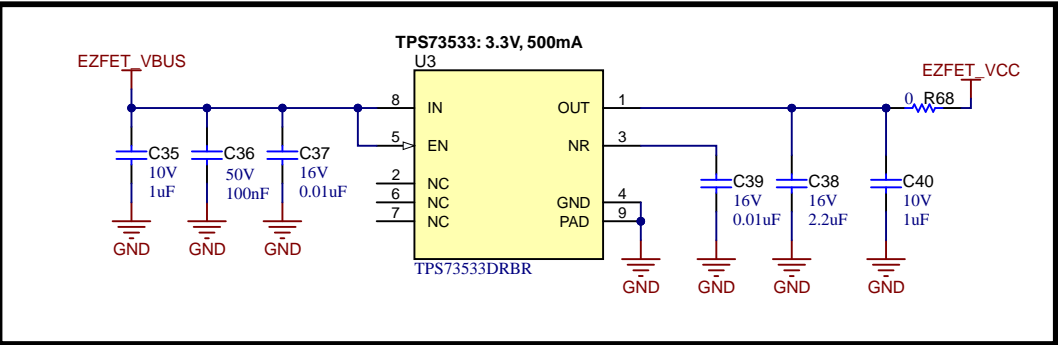 TPS73533: 3.3V, 500mA
U3
EZFET_VBUS
EZFET_VCC
8
IN
OUT
1
0
R68
5
EN
NR
3
C35
10V
1uF
C36
50V
100nF
C37
16V
0.01uF
2
NC
6
NC
7
NC
GND
4
PAD
9
C39
16V
0.01uF
C38
16V
2.2uF
C40
10V
1uF
GND
GND
GND
TPS73533DRBR
GND
GND
GND
GND